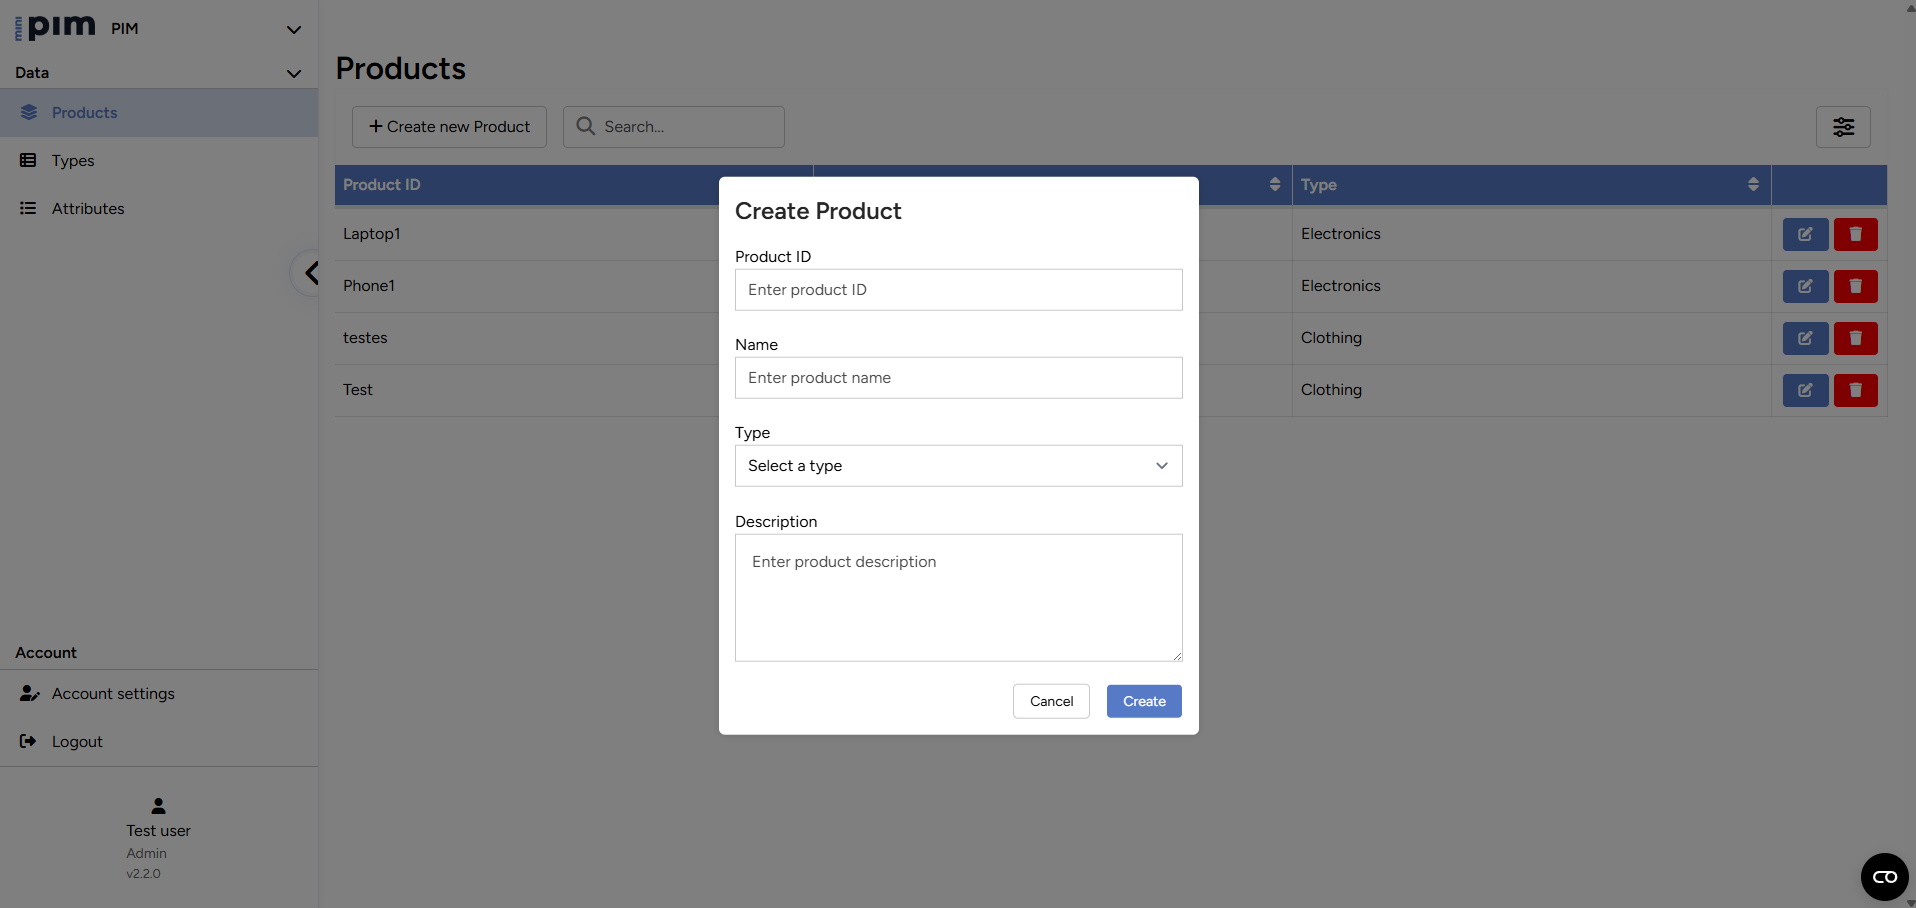 mini pim PIM
Data
Products
Types
Attributes
Account
Account settings
Logout
Test user
Admin
v2.2.0
Products
+ Create new Product
Search...
Product ID
Type
Laptop1
Electronics
Phone1
Electronics
testes
Clothing
Test
Clothing
Create Product
Product ID
Enter product ID
Name
Enter product name
Type
Select a type
Description
Enter product description
Cancel
Create